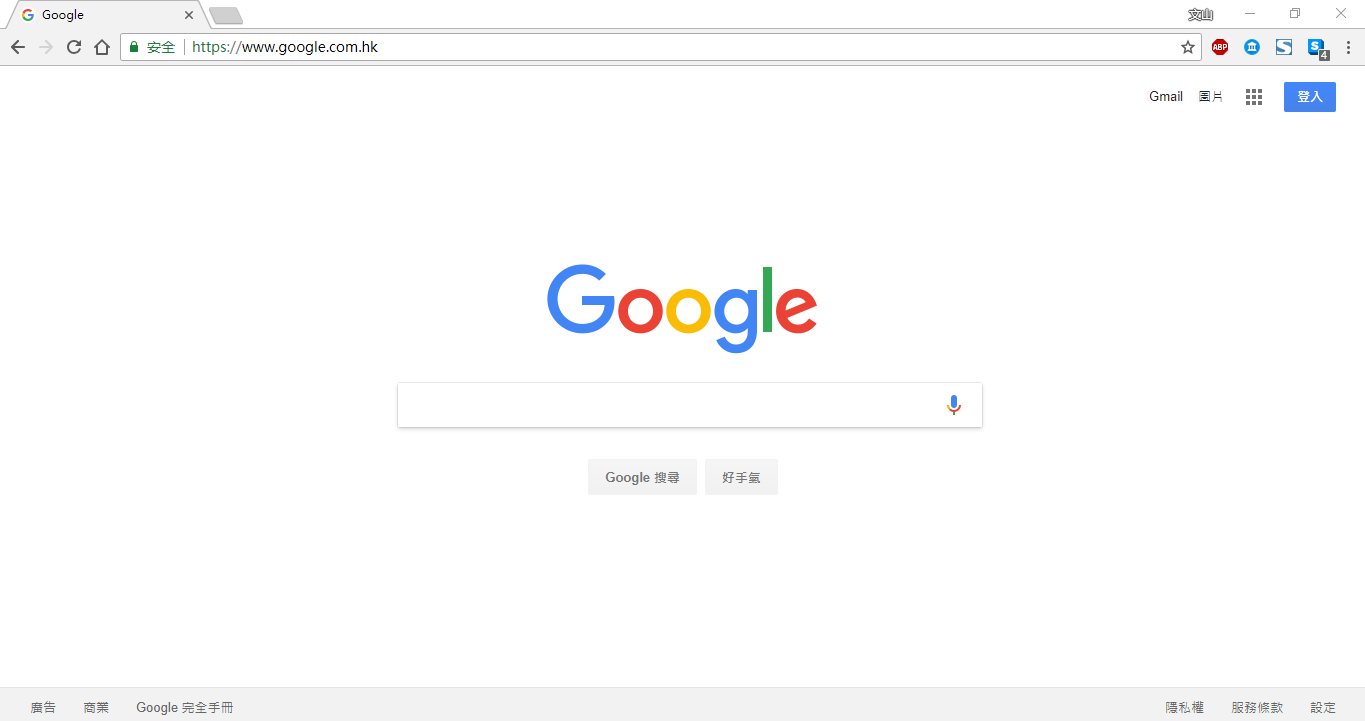 Google
文山
安全 https://www.google.com.hk
ABP
S
S
4
Gmail 圖片 登入
Google
Google 搜尋 好手氣
廣告 商業 Google 完全手冊 隱私權 服務條款 設定